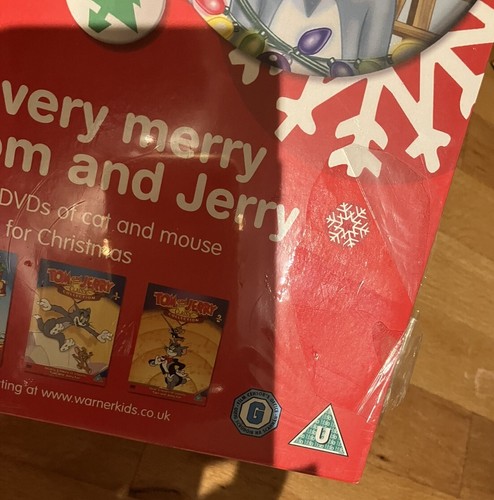 very merry
om and Jerry
DVDs of cat and mouse
for Christmas
TOM AND JERRY
TOM AND JERRY
rting at www.warnerkids.co.uk
G
U